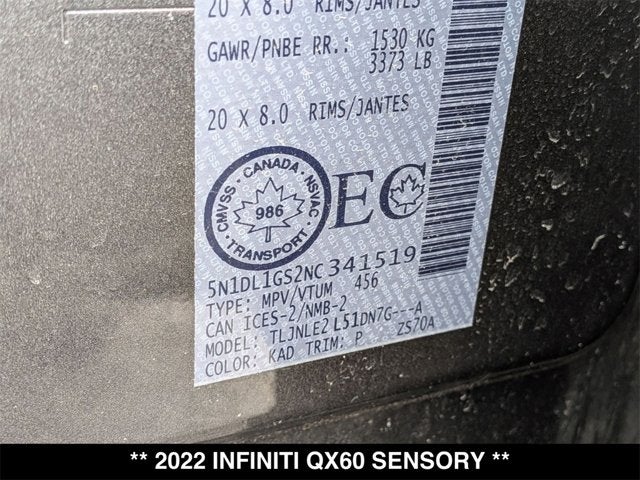 20 X 8.0 RIMS/JANTES
GAWR/PNBE RR.: 1530 KG
3373 LB
20 X 8.0 RIMS/JANTES
CMVSS · CANADA · NSVAC
986
· TRANSPORT ·
EC
5N1DL1GS2NC341519
TYPE: MPV/VTUM 456
CAN ICES-2/NMB-2
MODEL: TLJNLE2 L51DN7G---A
COLOR: KAD TRIM: P ZS70A
** 2022 INFINITI QX60 SENSORY **